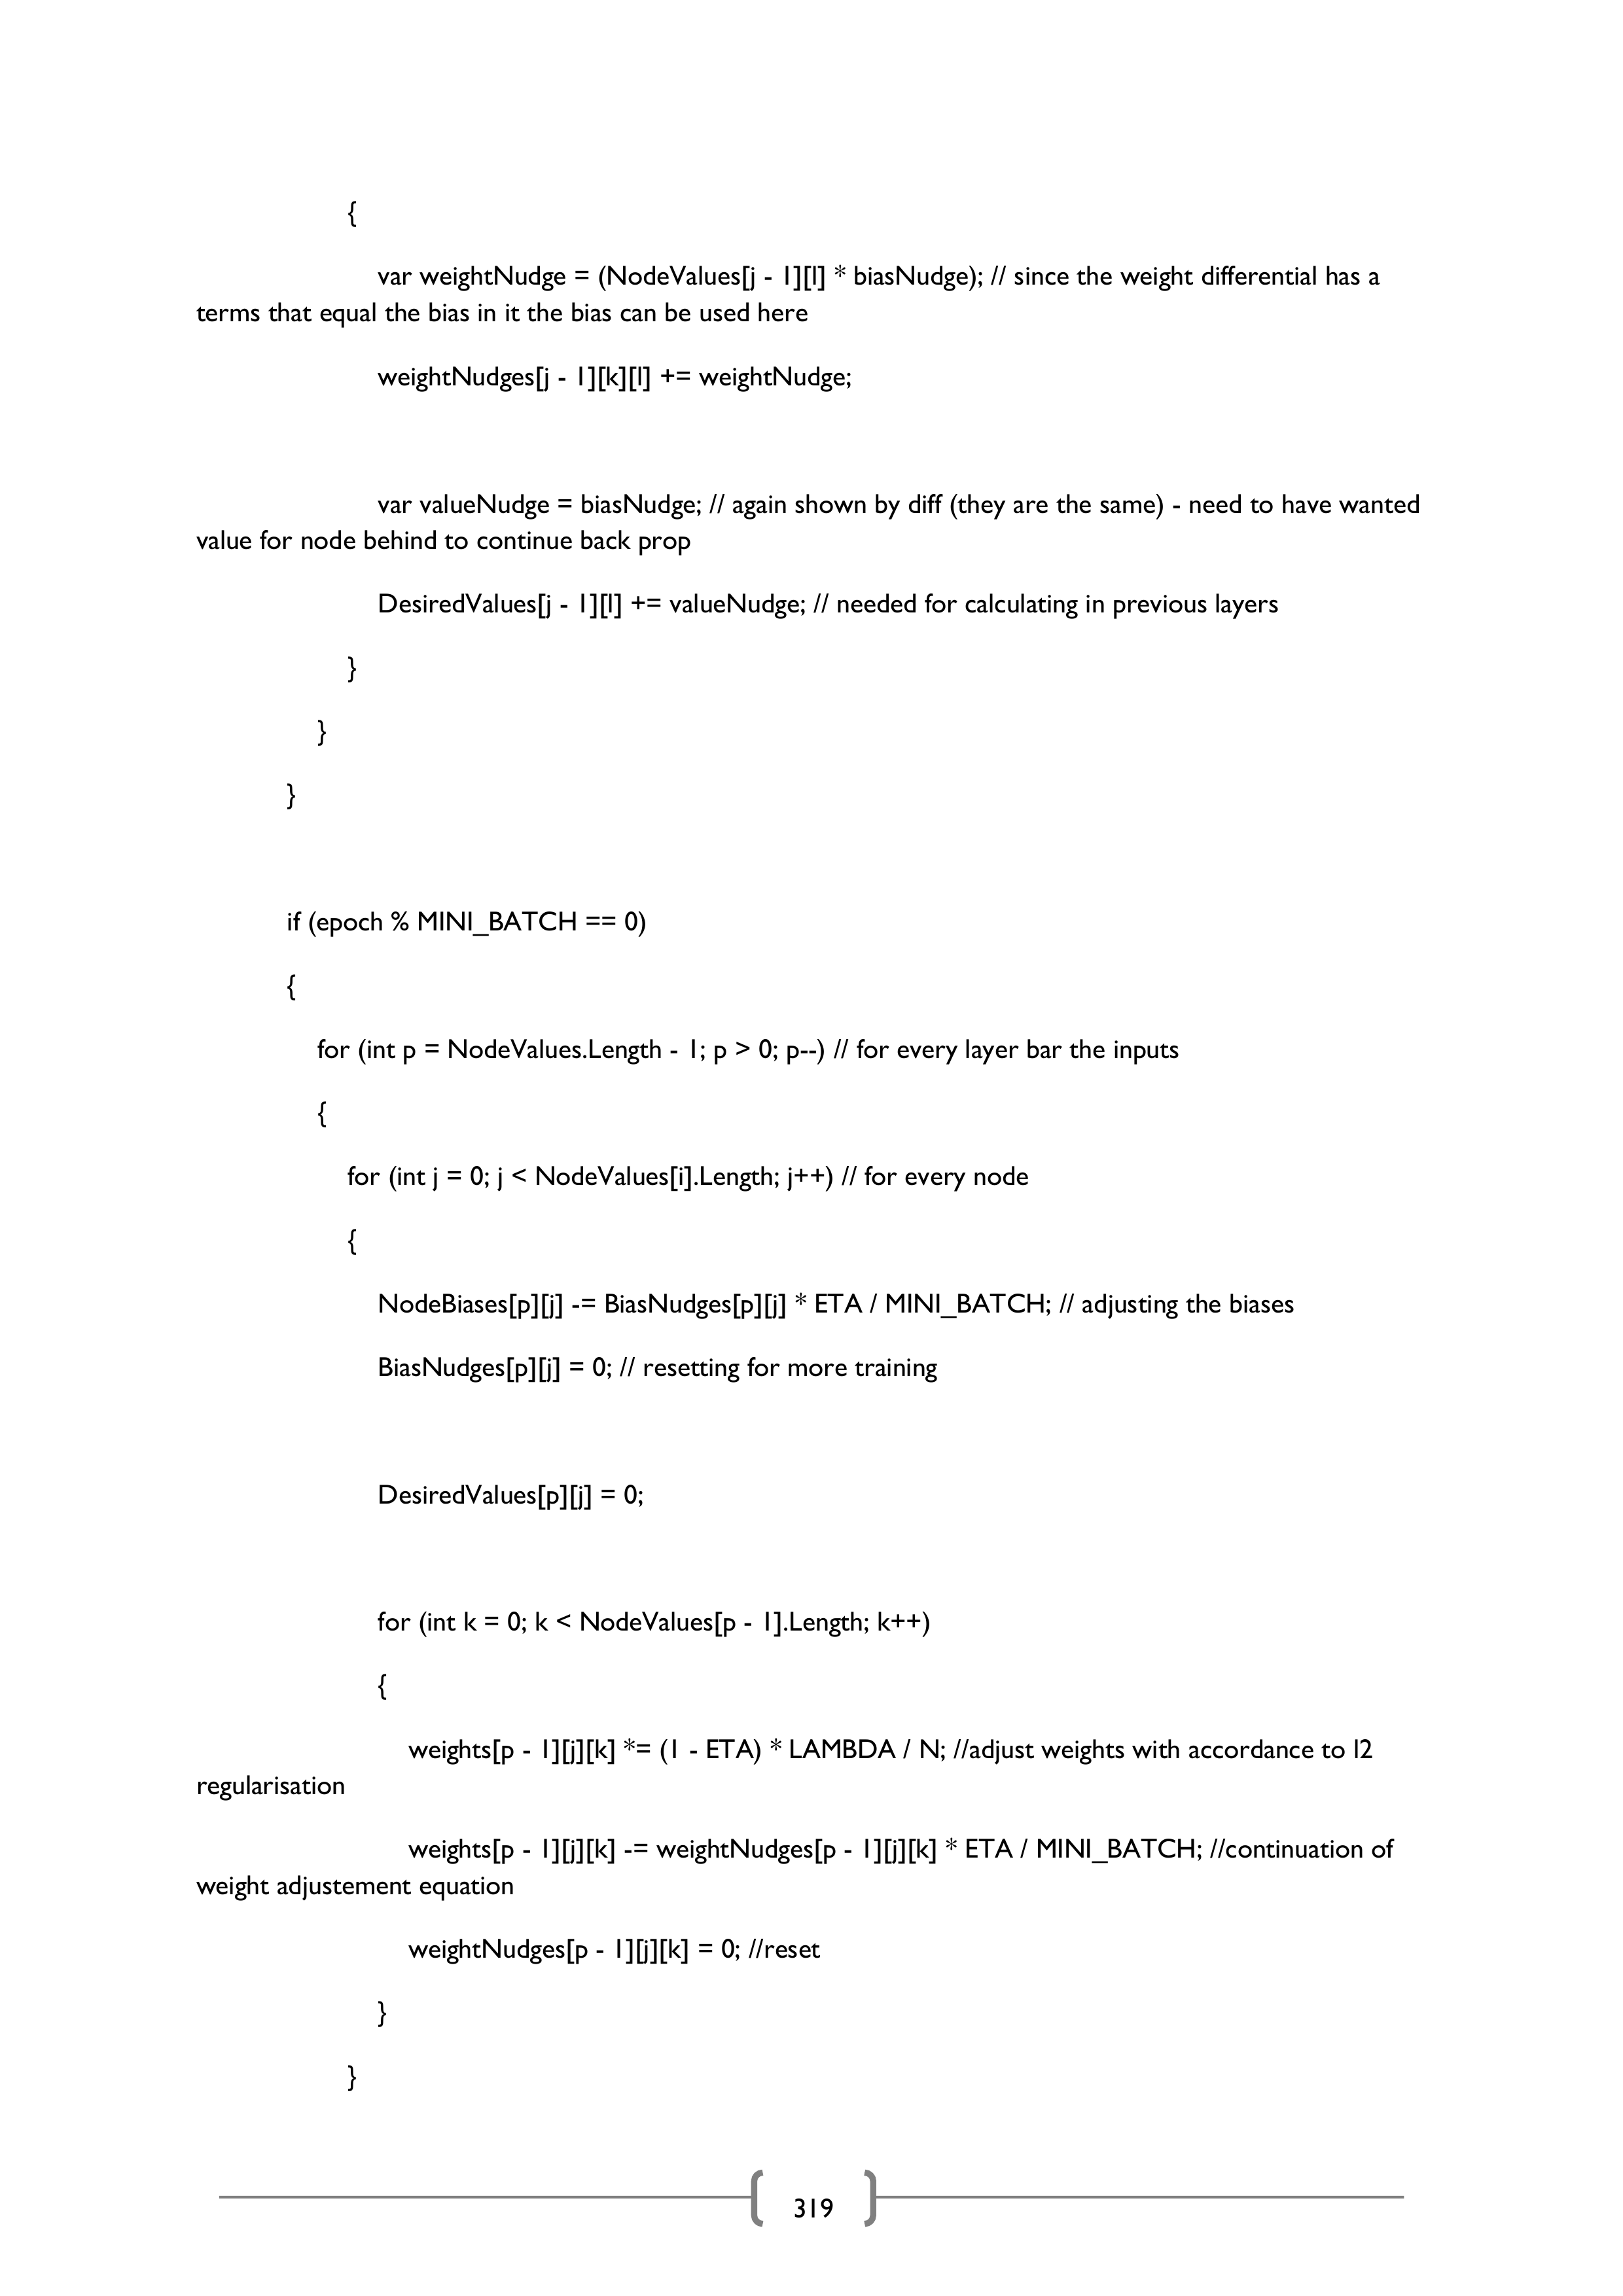 {
var weightNudge = (NodeValues[j - 1][l] * biasNudge); // since the weight differential has a
terms that equal the bias in it the bias can be used here
weightNudges[j - 1][k][l] += weightNudge;
var valueNudge = biasNudge; // again shown by diff (they are the same) - need to have wanted
value for node behind to continue back prop
DesiredValues[j - 1][l] += valueNudge; // needed for calculating in previous layers
}
}
}
if (epoch % MINI_BATCH == 0)
{
for (int p = NodeValues.Length - 1; p > 0; p--) // for every layer bar the inputs
{
for (int j = 0; j < NodeValues[i].Length; j++) // for every node
{
NodeBiases[p][j] -= BiasNudges[p][j] * ETA / MINI_BATCH; // adjusting the biases
BiasNudges[p][j] = 0; // resetting for more training
DesiredValues[p][j] = 0;
for (int k = 0; k < NodeValues[p - 1].Length; k++)
{
weights[p - 1][j][k] *= (1 - ETA) * LAMBDA / N; //adjust weights with accordance to l2
regularisation
weights[p - 1][j][k] -= weightNudges[p - 1][j][k] * ETA / MINI_BATCH; //continuation of
weight adjustement equation
weightNudges[p - 1][j][k] = 0; //reset
}
}
319